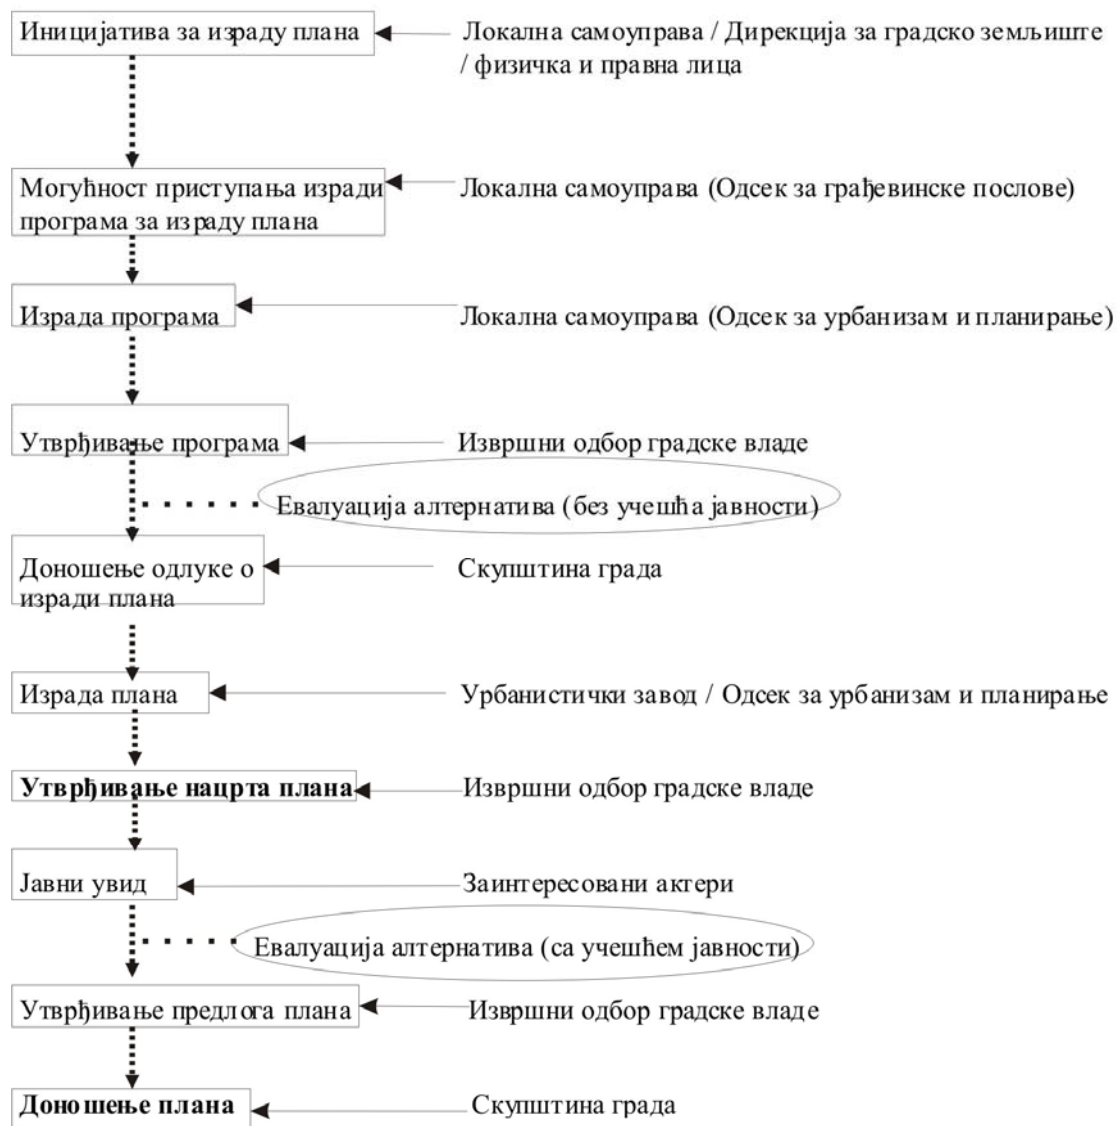 Иницијатива за израду плана
Локална самоуправа / Дирекција за градско земљиште
/ физичка и правна лица
Могућност приступања изради
програма за израду плана
Локална самоуправа (Одсек за грађевинске послове)
Израда програма
Локална самоуправа (Одсек за урбанизам и планирање)
Утврђивање програма
Извршни одбор градске владе
Евалуација алтернатива (без учешћа јавности)
Доношење одлуке о
изради плана
Скупштина града
Израда плана
Урбанистички завод / Одсек за урбанизам и планирање
Утврђивање нацрта плана
Извршни одбор градске владе
Јавни увид
Заинтересовани актери
Евалуација алтернатива (са учешћем јавности)
Утврђивање предлога плана
Извршни одбор градске владе
Доношење плана
Скупштина града